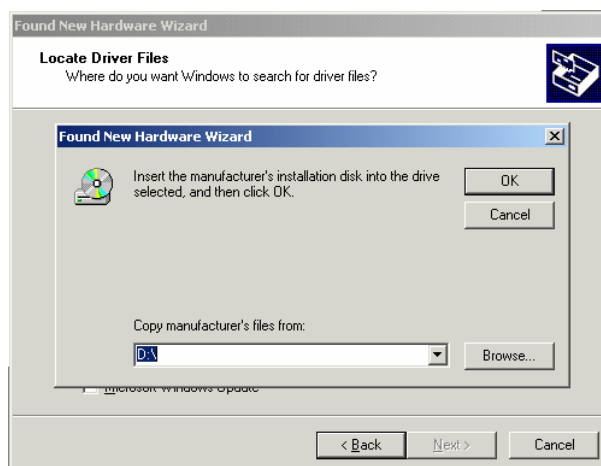 Found New Hardware Wizard
Locate Driver Files
Where do you want Windows to search for driver files?
Found New Hardware Wizard
Insert the manufacturer's installation disk into the drive
selected, and then click OK.
OK
Cancel
Copy manufacturer's files from:
D:\
Browse...
Microsoft Windows Update
< Back
Next >
Cancel